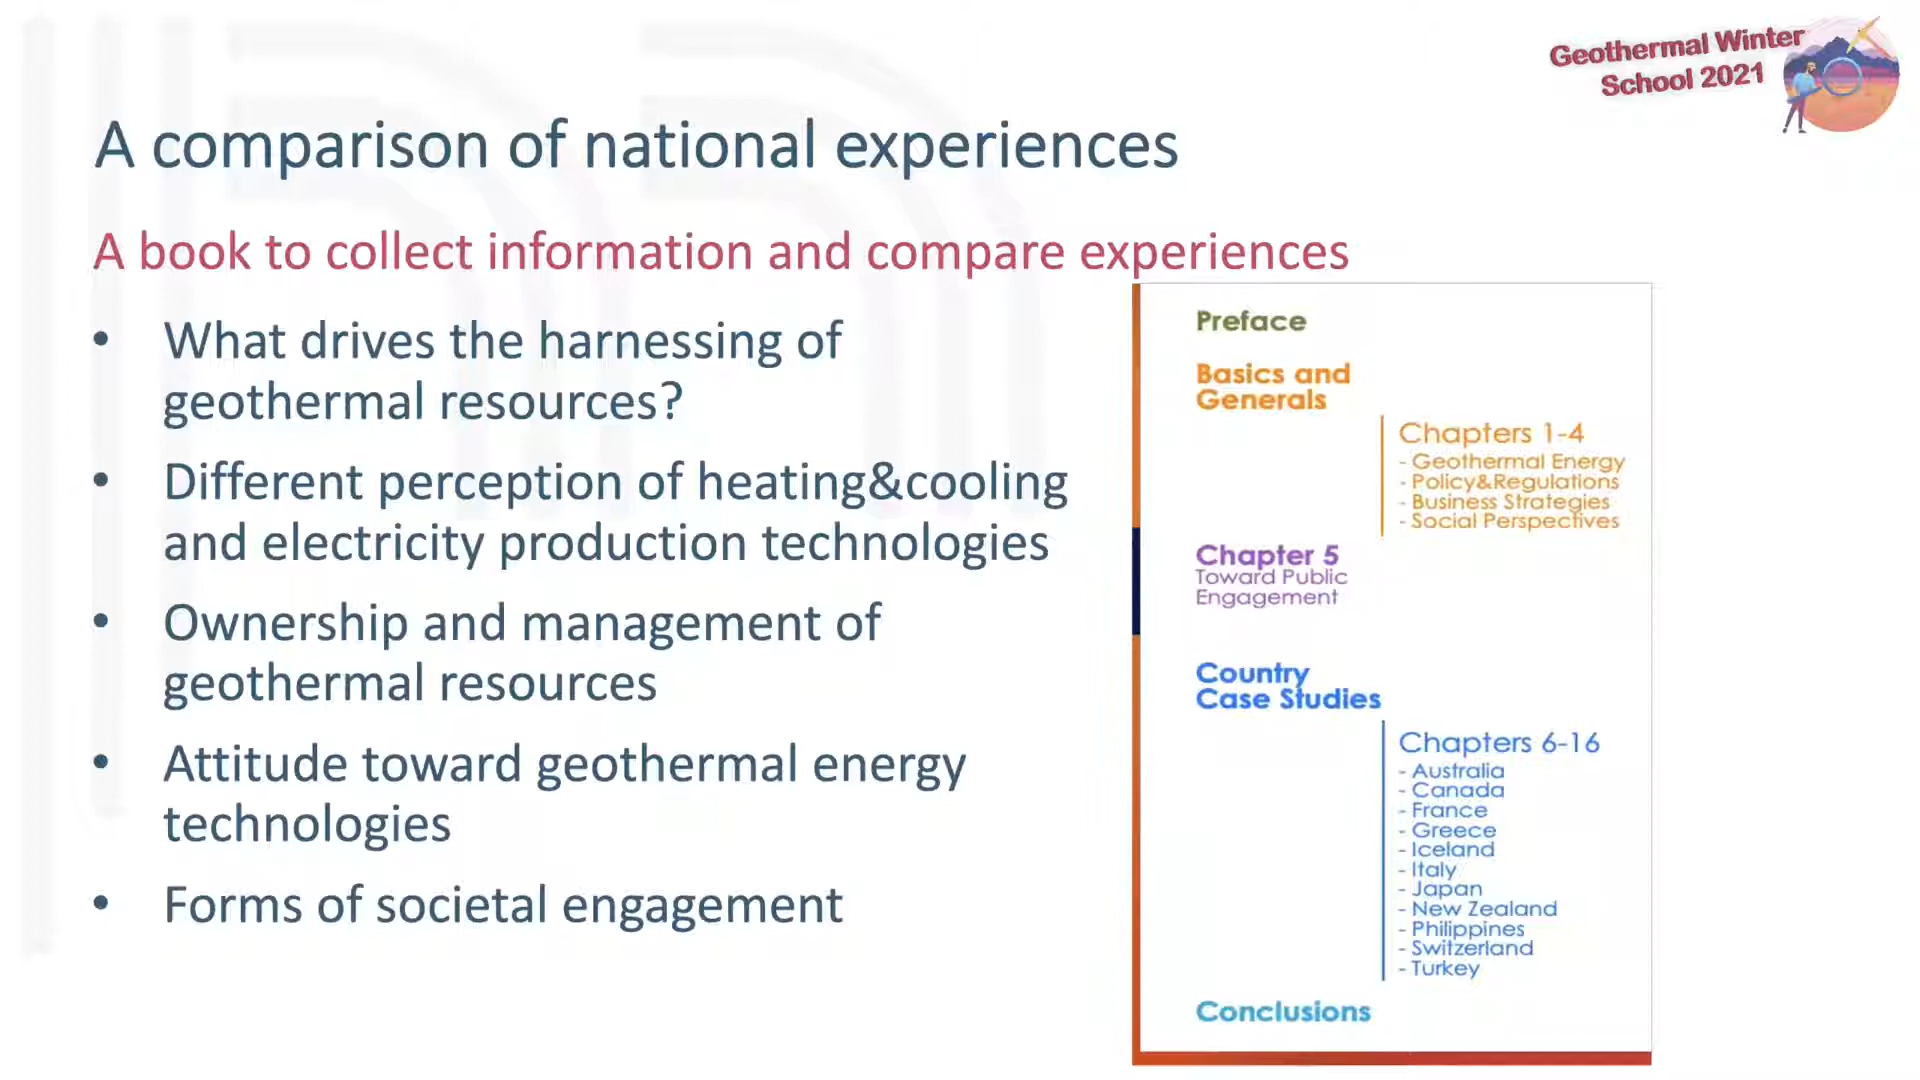 Geothermal Winter
School 2021
A comparison of national experiences
A book to collect information and compare experiences
• What drives the harnessing of
geothermal resources?
• Different perception of heating&cooling
and electricity production technologies
• Ownership and management of
geothermal resources
• Attitude toward geothermal energy
technologies
• Forms of societal engagement
Preface
Basics and
Generals
Chapters 1-4
- Geothermal Energy
- Policy&Regulations
- Business Strategies
- Social Perspectives
Chapter 5
Toward Public
Engagement
Country
Case Studies
Chapters 6-16
- Australia
- Canada
- France
- Greece
- Iceland
- Italy
- Japan
- New Zealand
- Philippines
- Switzerland
- Turkey
Conclusions